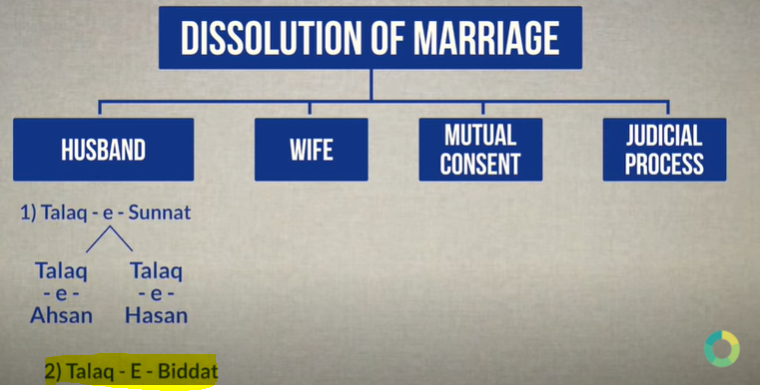 DISSOLUTION OF MARRIAGE
HUSBAND
WIFE
MUTUAL
CONSENT
JUDICIAL
PROCESS
1) Talaq - e - Sunnat
Talaq
- e -
Ahsan
Talaq
- e -
Hasan
2) Talaq - E - Biddat